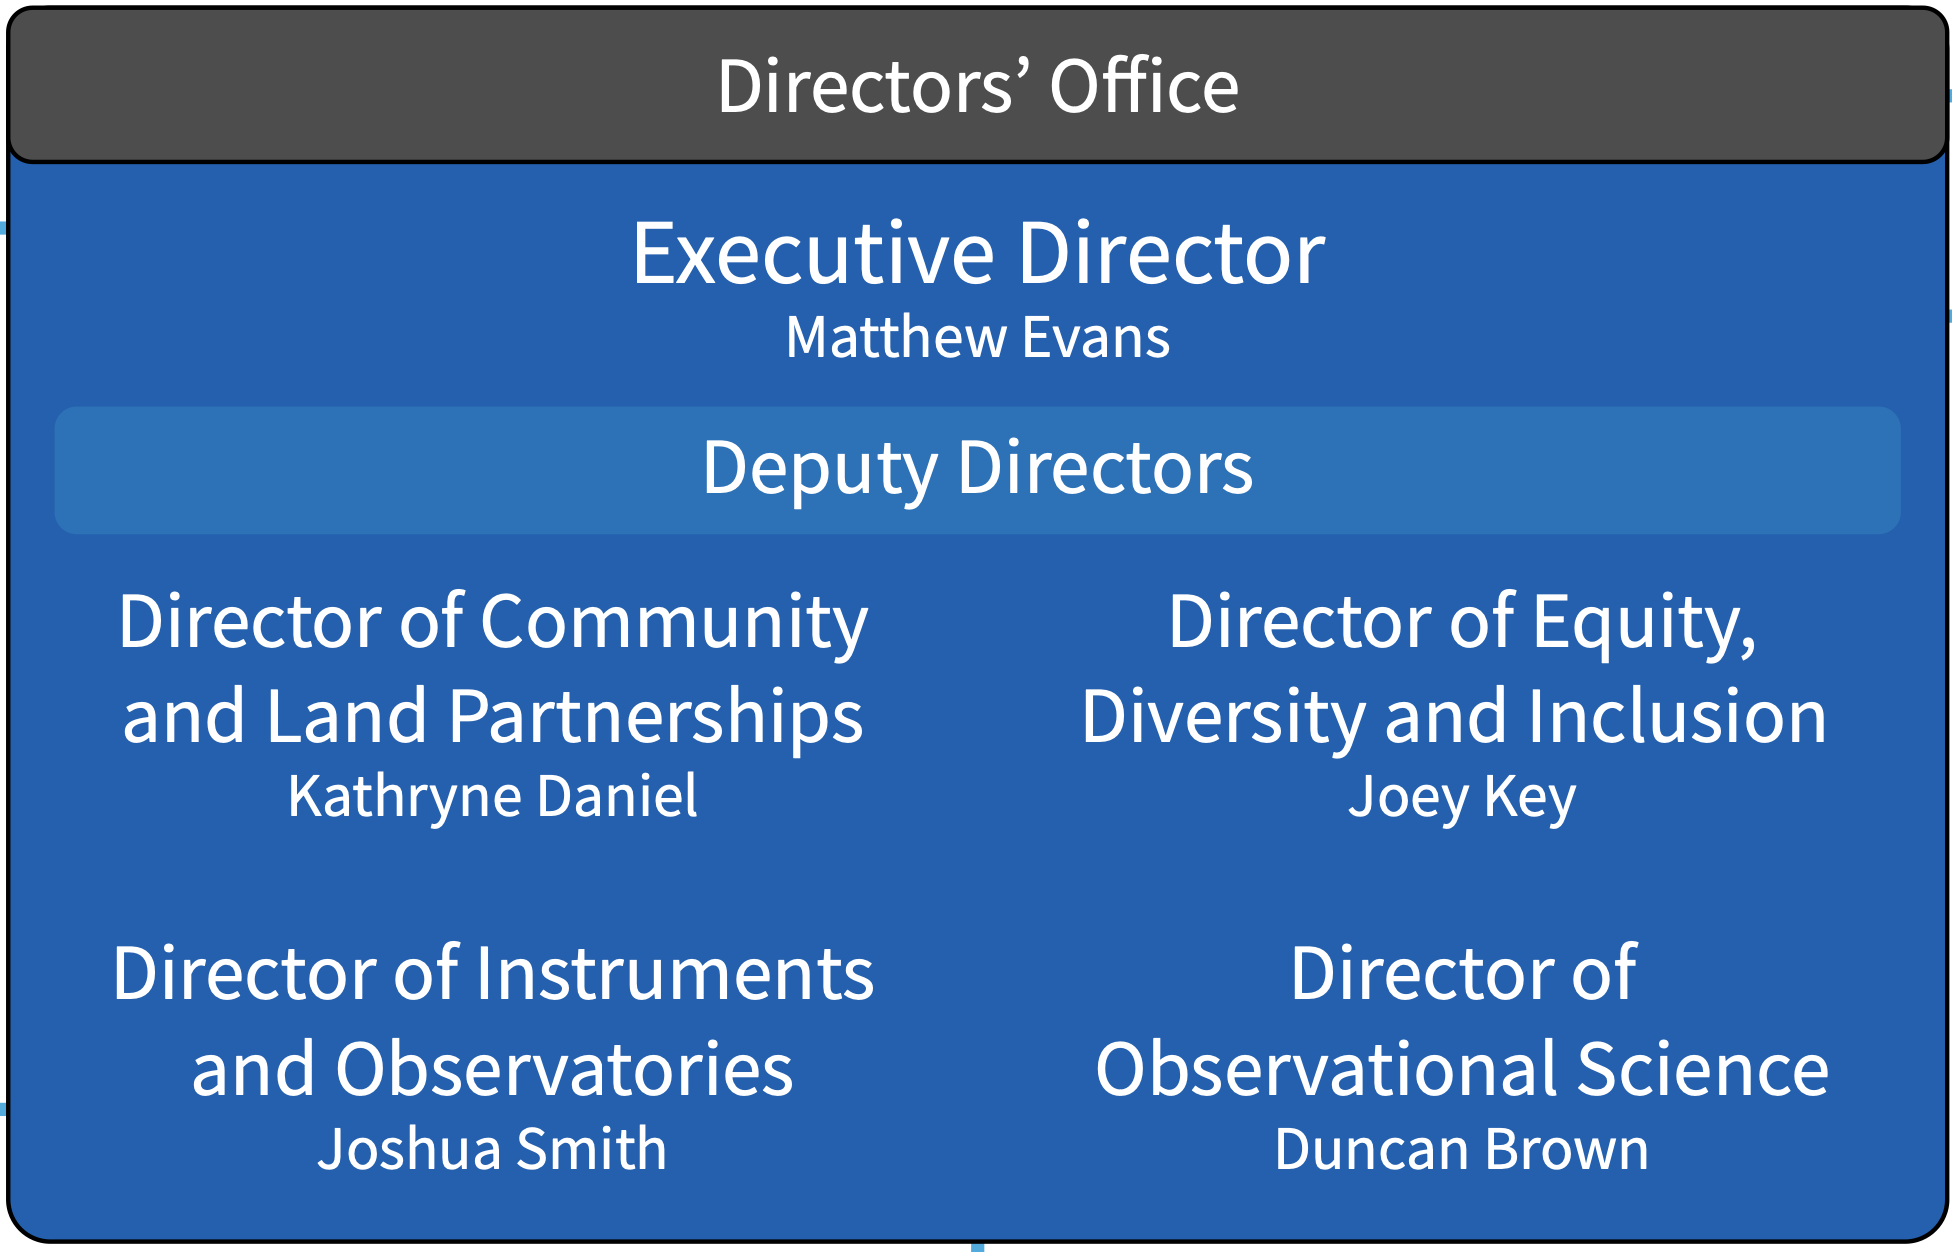 Directors’ Office
Executive Director
Matthew Evans
Deputy Directors
Director of Community
and Land Partnerships
Kathryne Daniel
Director of Equity,
Diversity and Inclusion
Joey Key
Director of Instruments
and Observatories
Joshua Smith
Director of
Observational Science
Duncan Brown